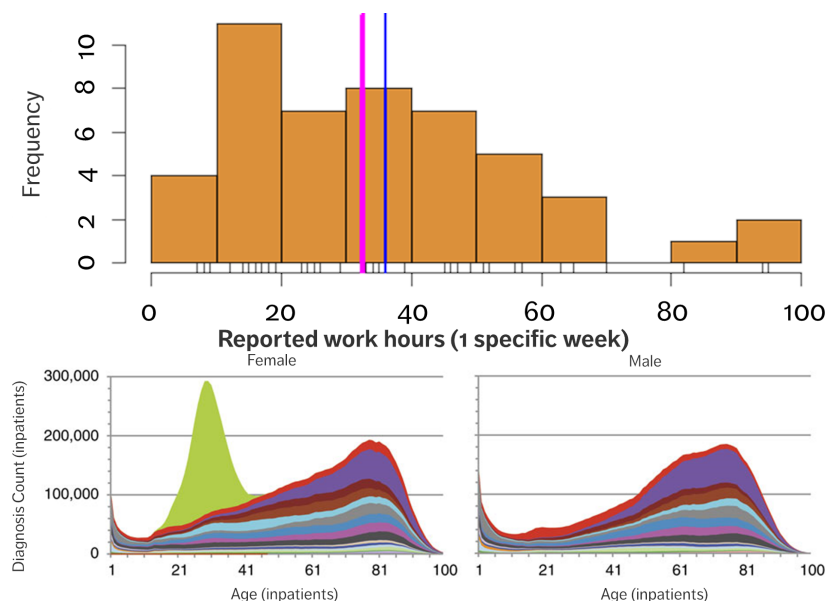 Frequency
10
8
6
4
2
0
0 20 40 60 80 100
Reported work hours (1 specific week)
Female Male
Diagnosis Count (inpatients)
300,000
200,000
100,000
0
1 21 41 61 81 100 1 21 41 61 81 100
Age (inpatients) Age (inpatients)